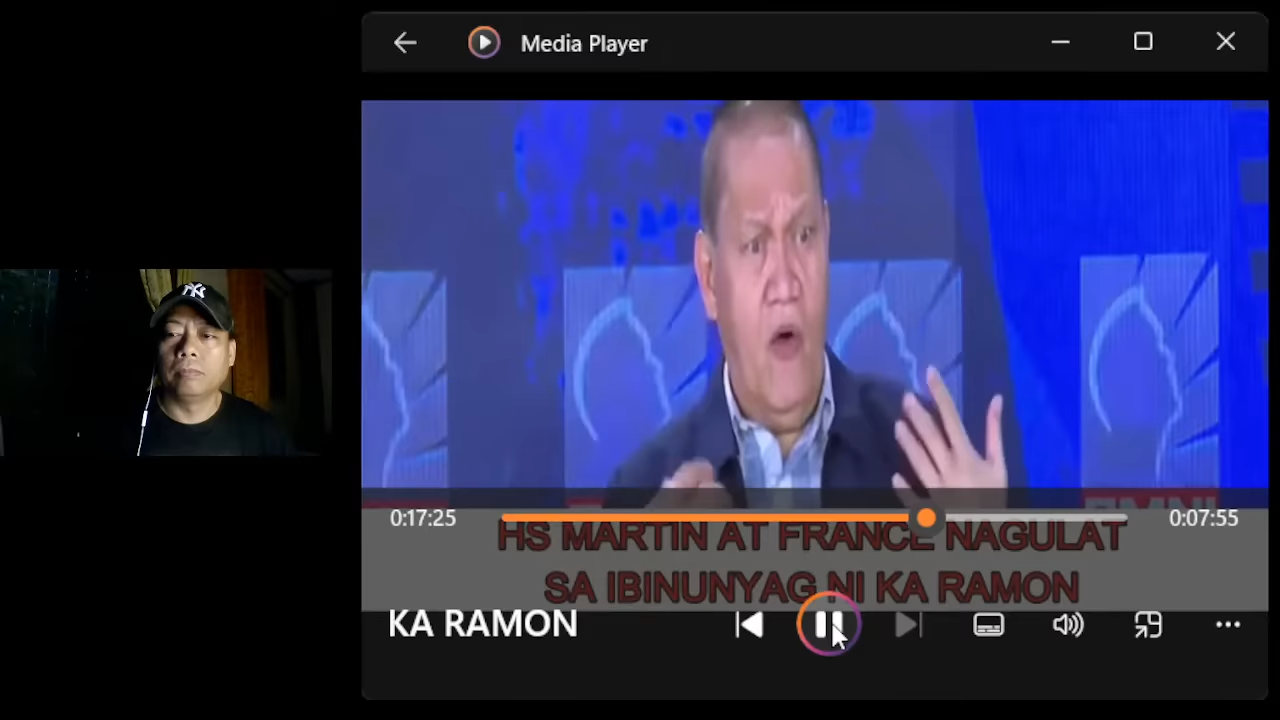 Media Player
0:17:25
0:07:55
HS MARTIN AT FRANCE NAGULAT
SA IBINUNYAG NI KA RAMON
KA RAMON